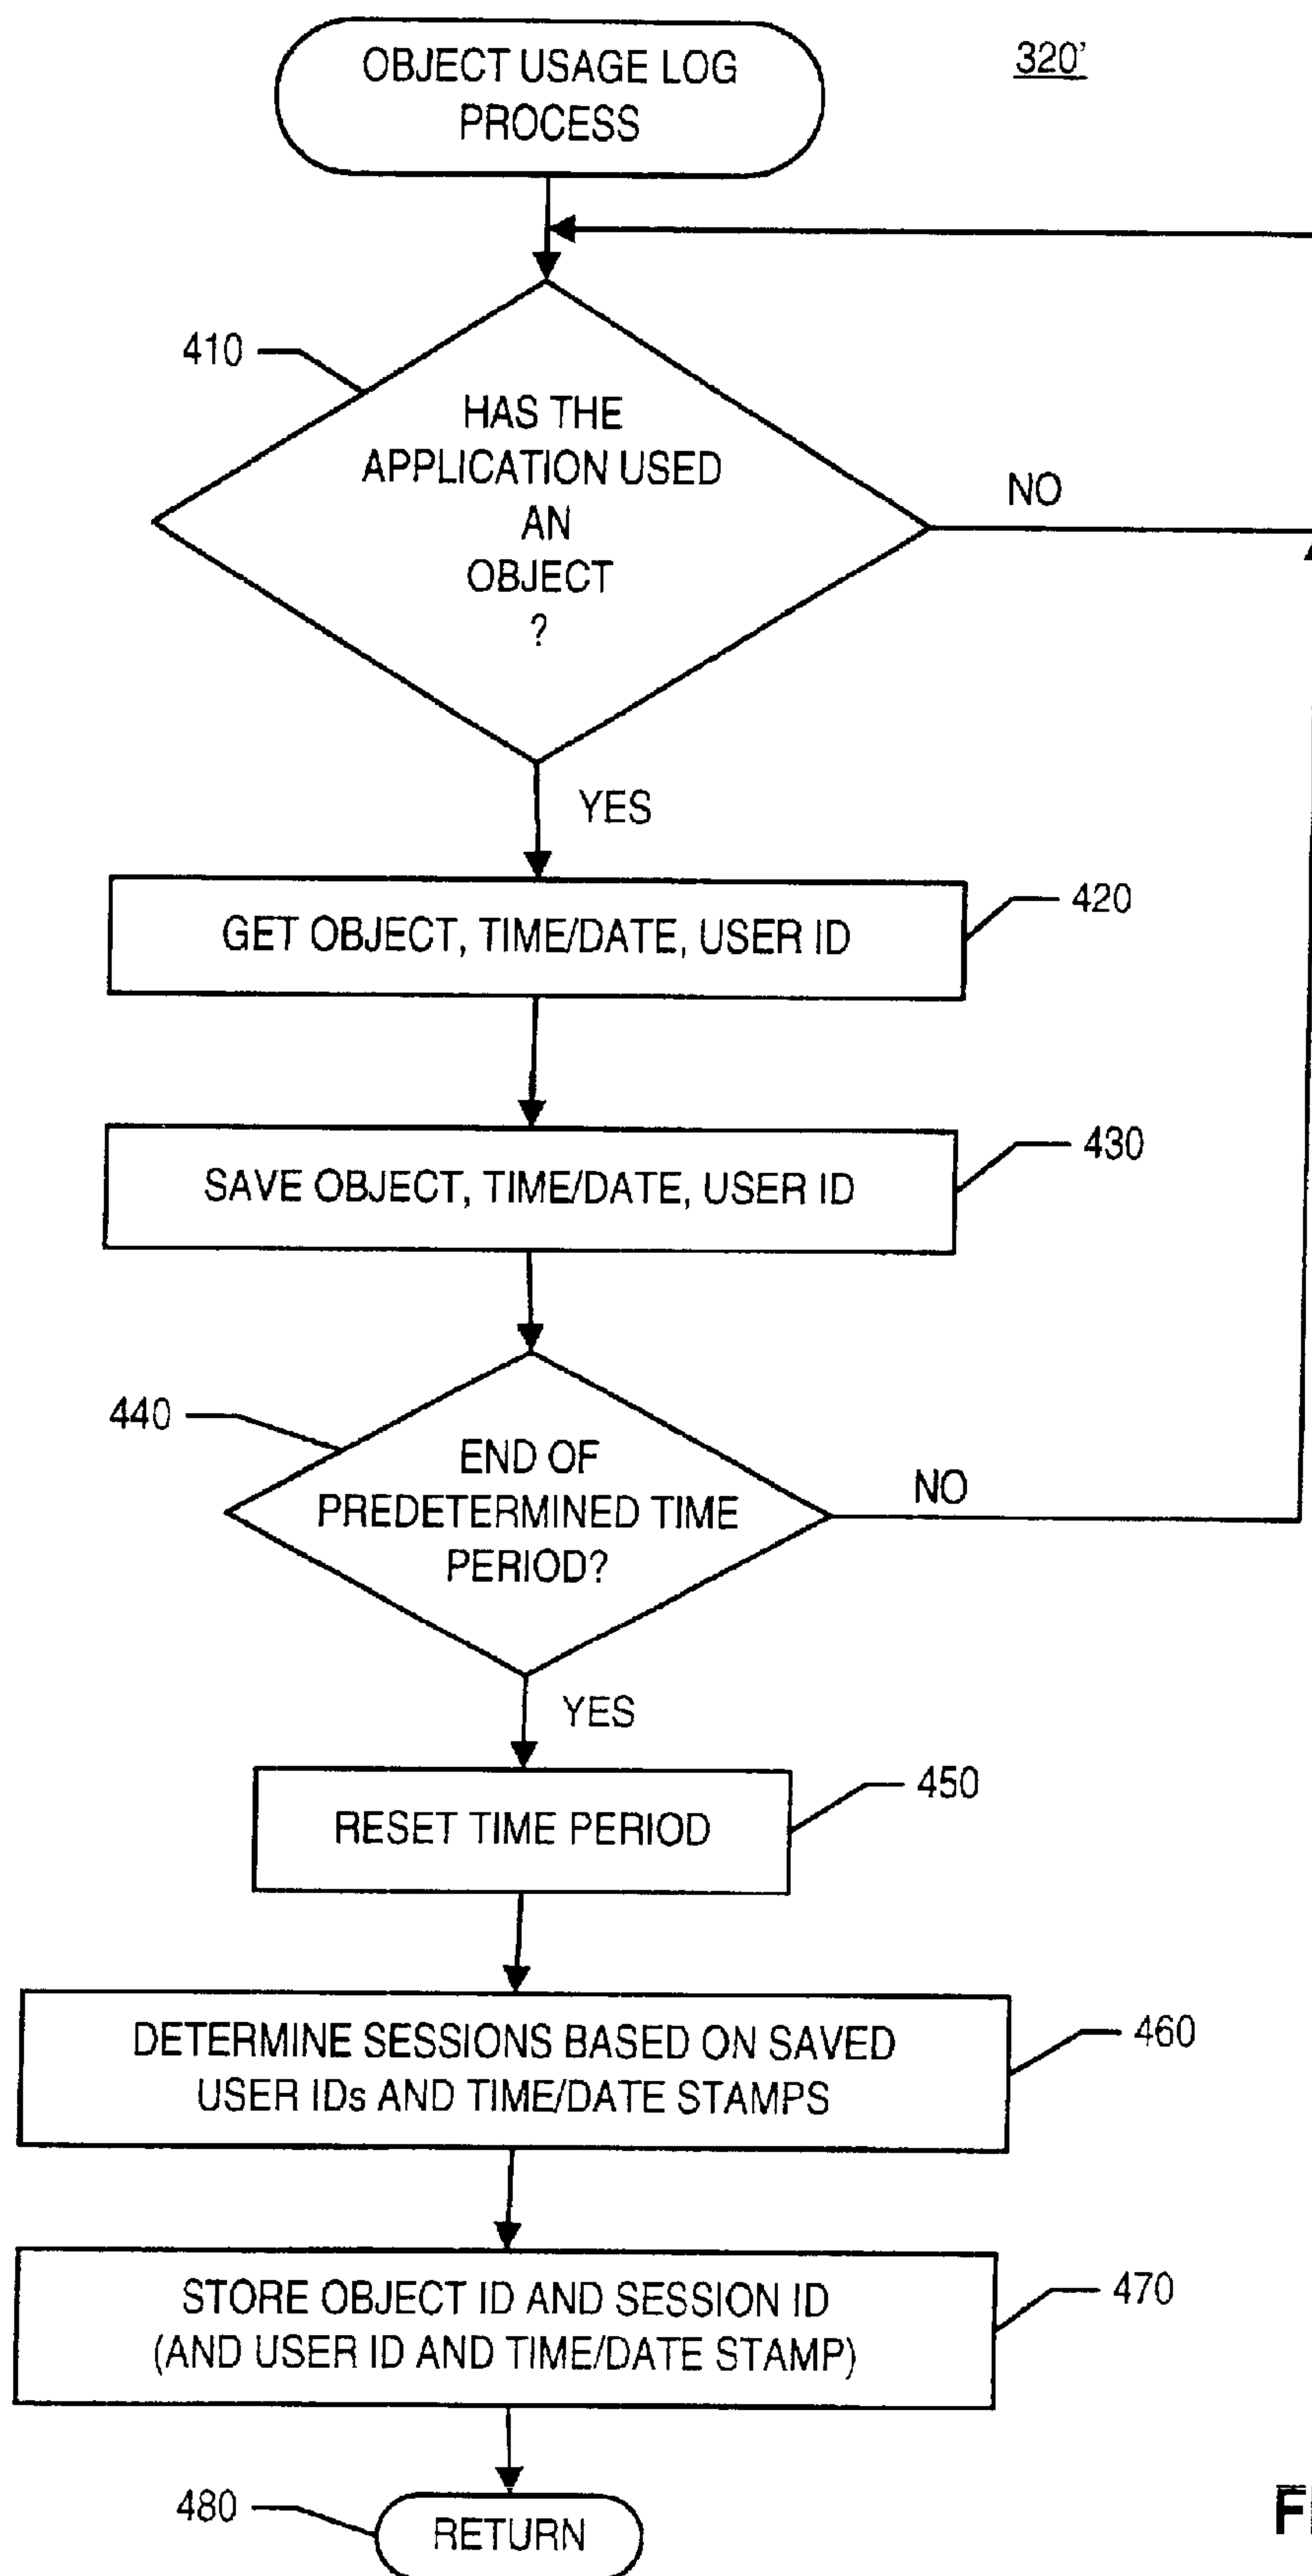 OBJECT USAGE LOG
PROCESS
320'
410
HAS THE
APPLICATION USED
AN
OBJECT
?
NO
YES
GET OBJECT, TIME/DATE, USER ID
420
SAVE OBJECT, TIME/DATE, USER ID
430
440
END OF
PREDETERMINED TIME
PERIOD?
NO
YES
RESET TIME PERIOD
450
DETERMINE SESSIONS BASED ON SAVED
USER IDs AND TIME/DATE STAMPS
460
STORE OBJECT ID AND SESSION ID
(AND USER ID AND TIME/DATE STAMP)
470
480
RETURN